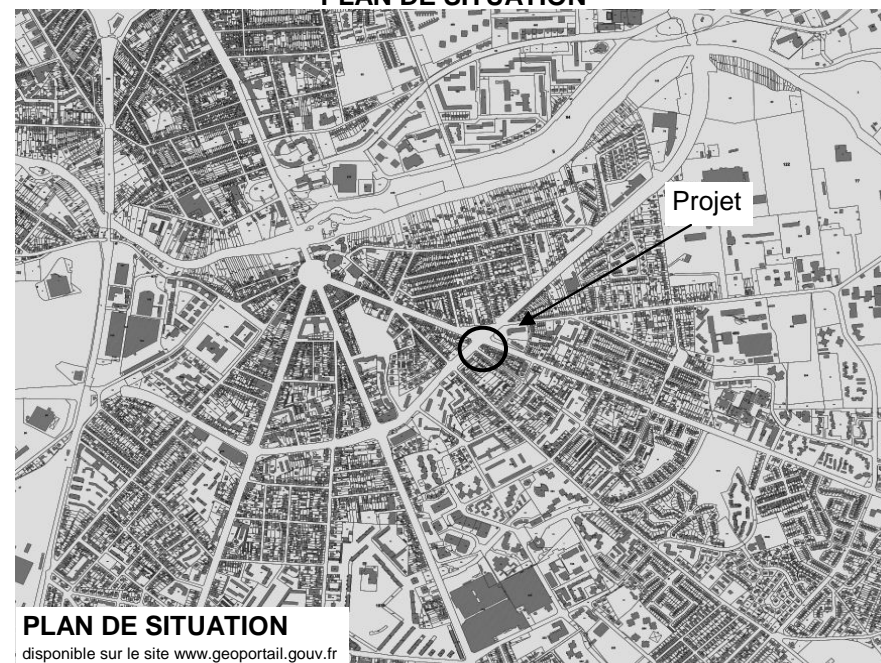 PLAN DE SITUATION
Projet
PLAN DE SITUATION
disponible sur le site www.geoportail.gouv.fr